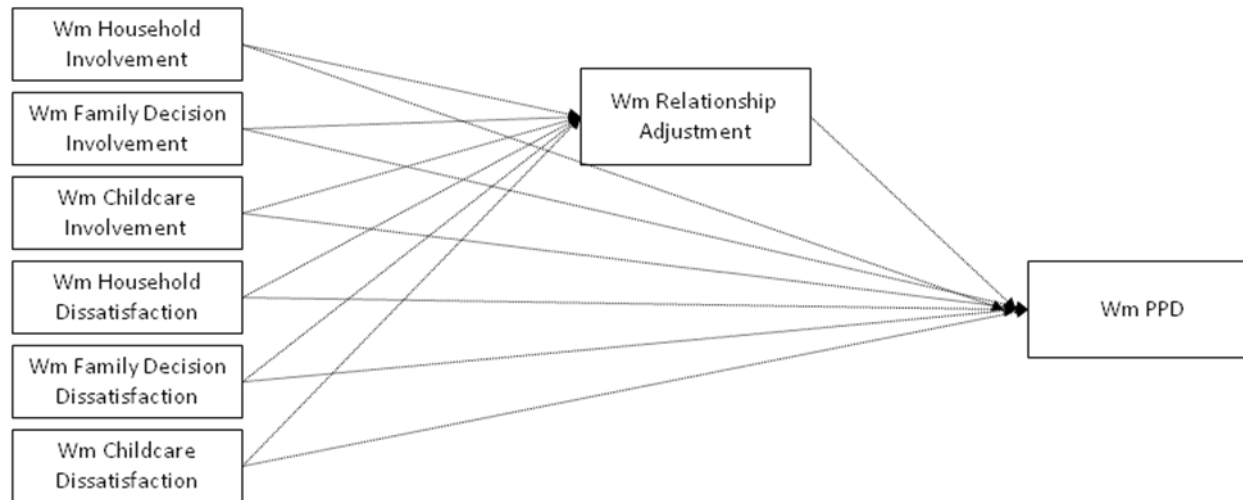 Wm Household
Involvement
Wm Family Decision
Involvement
Wm Childcare
Involvement
Wm Household
Dissatisfaction
Wm Family Decision
Dissatisfaction
Wm Childcare
Dissatisfaction
Wm Relationship
Adjustment
Wm PPD